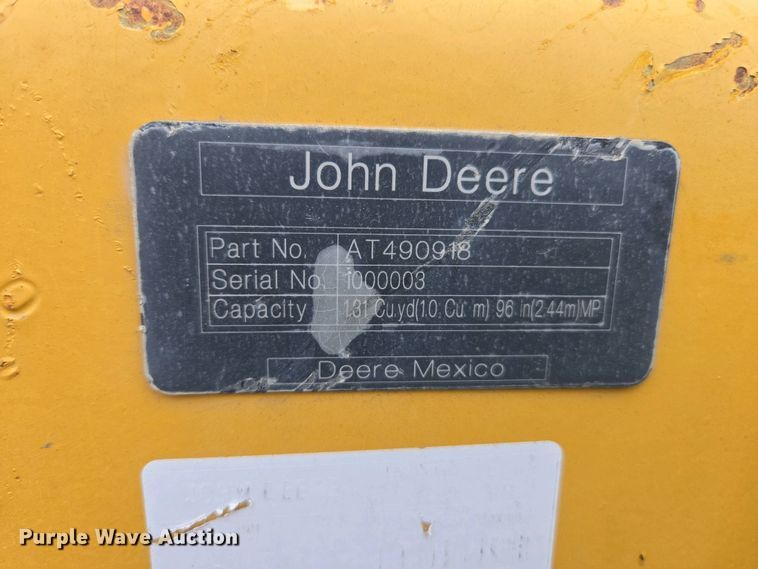 John Deere
Part No. AT490918
Serial No. 1000003
Capacity 1.31 Cu.yd(1.0 Cu. m) 96 in(2.44m)MP
Deere Mexico
Purple Wave Auction